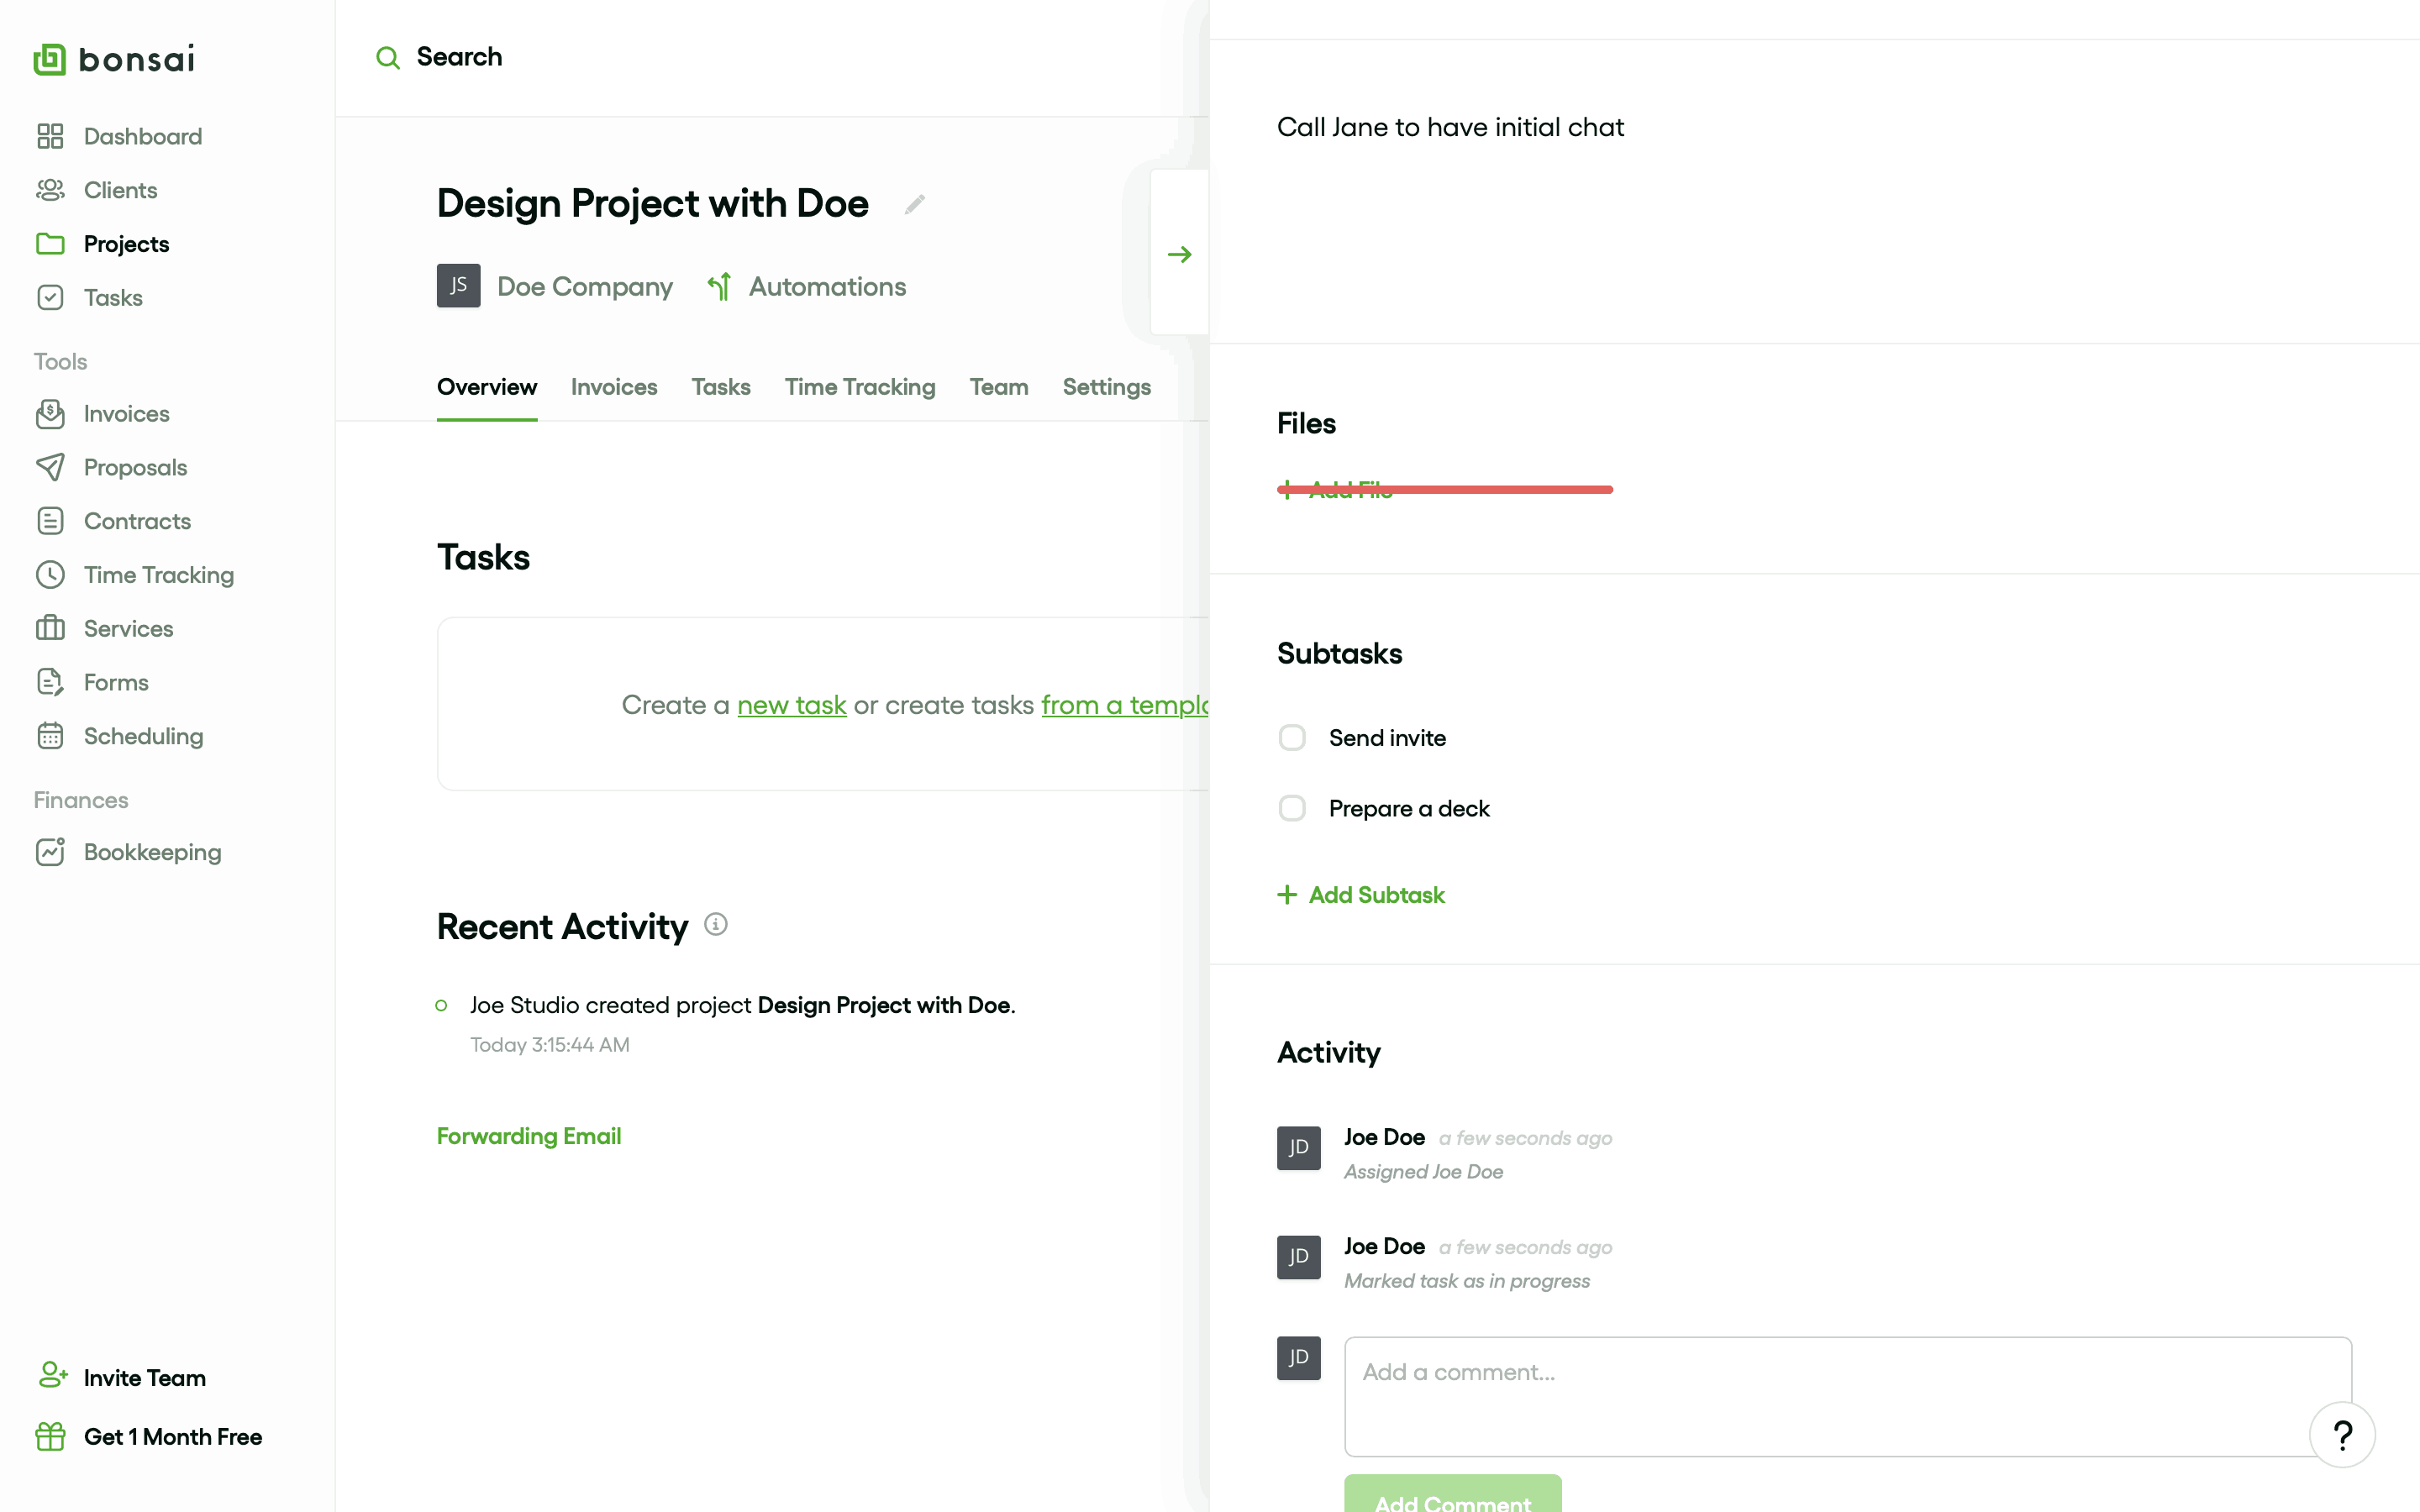 bonsai
Dashboard
Clients
Projects
Tasks
Tools
Invoices
Proposals
Contracts
Time Tracking
Services
Forms
Scheduling
Finances
Bookkeeping
Invite Team
Get 1 Month Free
Search
Design Project with Doe
JS Doe Company Automations
Overview Invoices Tasks Time Tracking Team Settings
Tasks
Create a new task or create tasks from a templa
Recent Activity
Joe Studio created project Design Project with Doe.
Today 3:15:44 AM
Forwarding Email
Call Jane to have initial chat
Files
+ Add File
Subtasks
Send invite
Prepare a deck
+ Add Subtask
Activity
JD Joe Doe a few seconds ago
Assigned Joe Doe
JD Joe Doe a few seconds ago
Marked task as in progress
JD Add a comment...
?
Add Comment